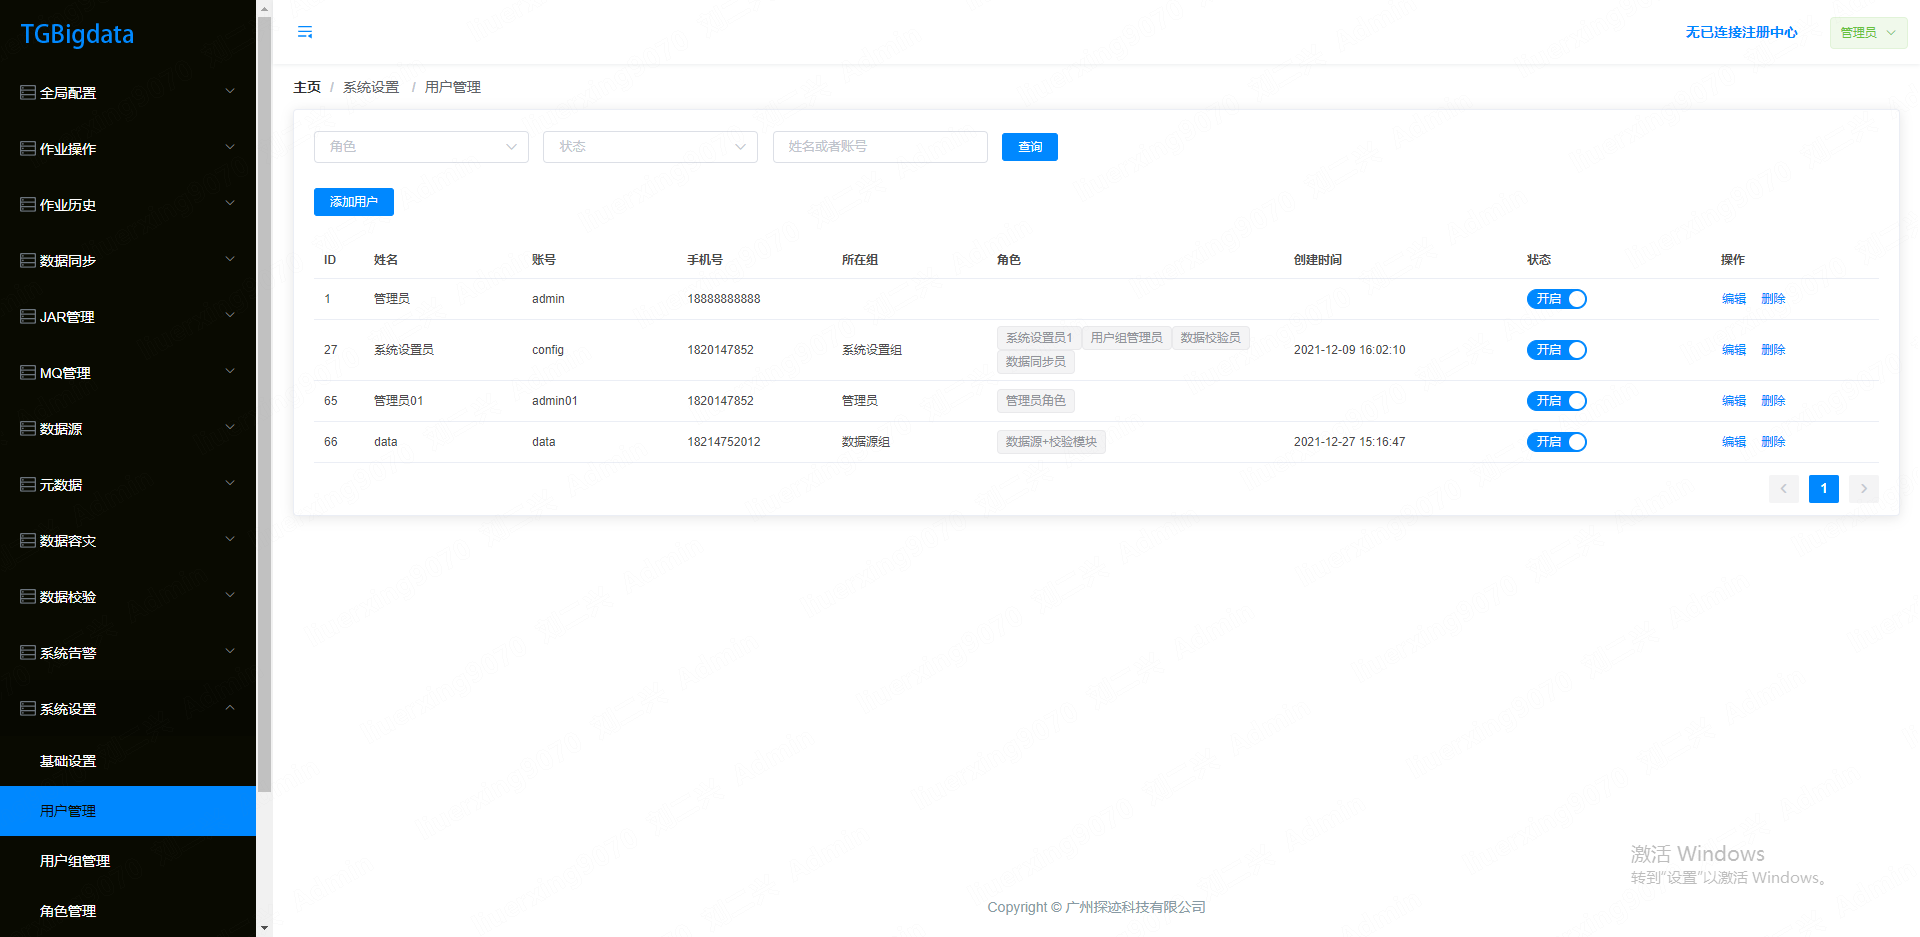 TGBigdata
全局配置
作业操作
作业历史
数据同步
JAR管理
MQ管理
数据源
元数据
数据容灾
数据校验
系统告警
系统设置
基础设置
用户管理
用户组管理
角色管理
无已连接注册中心
管理员
主页 / 系统设置 / 用户管理
角色 状态 姓名或者账号 查询
添加用户
ID 姓名 账号 手机号 所在组 角色 创建时间 状态 操作
1 管理员 admin 18888888888 开启 编辑 删除
27 系统设置员 config 1820147852 系统设置组 系统设置员1 用户组管理员 数据校验员 数据同步员 2021-12-09 16:02:10 开启 编辑 删除
65 管理员01 admin01 1820147852 管理员 管理员角色 开启 编辑 删除
66 data data 18214752012 数据源组 数据源+校验模块 2021-12-27 15:16:47 开启 编辑 删除
1
激活 Windows
转到"设置"以激活 Windows。
Copyright © 广州探迹科技有限公司